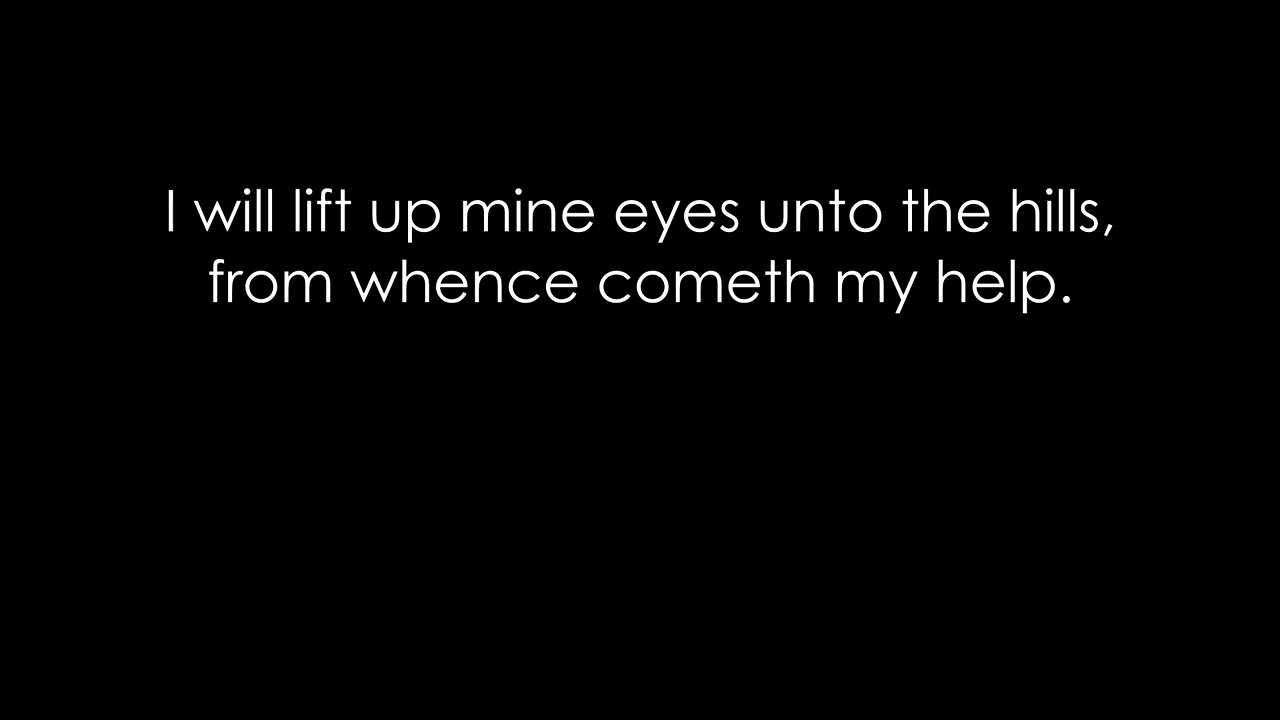 I will lift up mine eyes unto the hills,
from whence cometh my help.